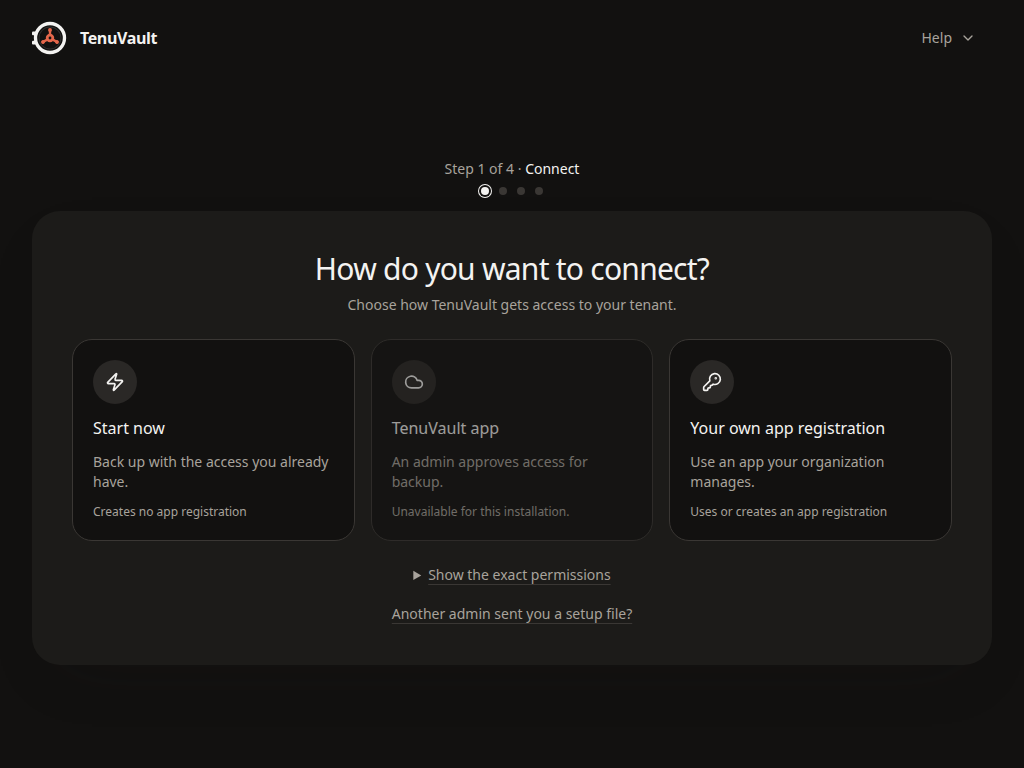 TenuVault
Help
Step 1 of 4 · Connect
How do you want to connect?
Choose how TenuVault gets access to your tenant.
Start now
Back up with the access you already
have.
Creates no app registration
TenuVault app
An admin approves access for
backup.
Unavailable for this installation.
Your own app registration
Use an app your organization
manages.
Uses or creates an app registration
Show the exact permissions
Another admin sent you a setup file?